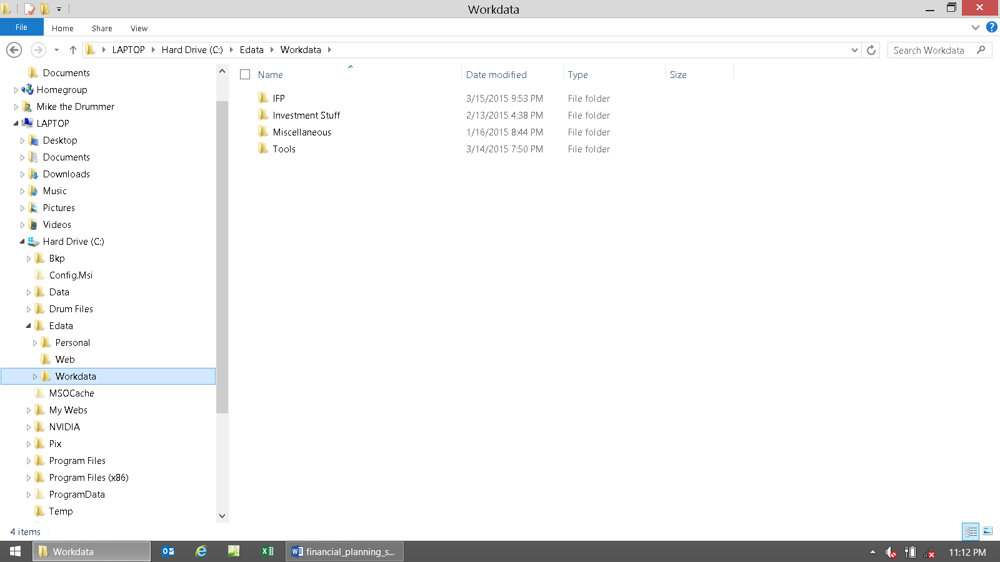 Workdata
File Home Share View
LAPTOP Hard Drive (C:) Edata Workdata
Search Workdata
Name Date modified Type Size
IFP 3/15/2015 9:53 PM File folder
Investment Stuff 2/13/2015 4:38 PM File folder
Miscellaneous 1/16/2015 8:44 PM File folder
Tools 3/14/2015 7:50 PM File folder
Documents
Homegroup
Mike the Drummer
LAPTOP
Desktop
Documents
Downloads
Music
Pictures
Videos
Hard Drive (C:)
Bkp
Config.Msi
Data
Drum Files
Edata
Personal
Web
Workdata
MSOCache
My Webs
NVIDIA
Pix
Program Files
Program Files (x86)
ProgramData
Temp
4 items
Workdata
financial_planning_s...
11:12 PM